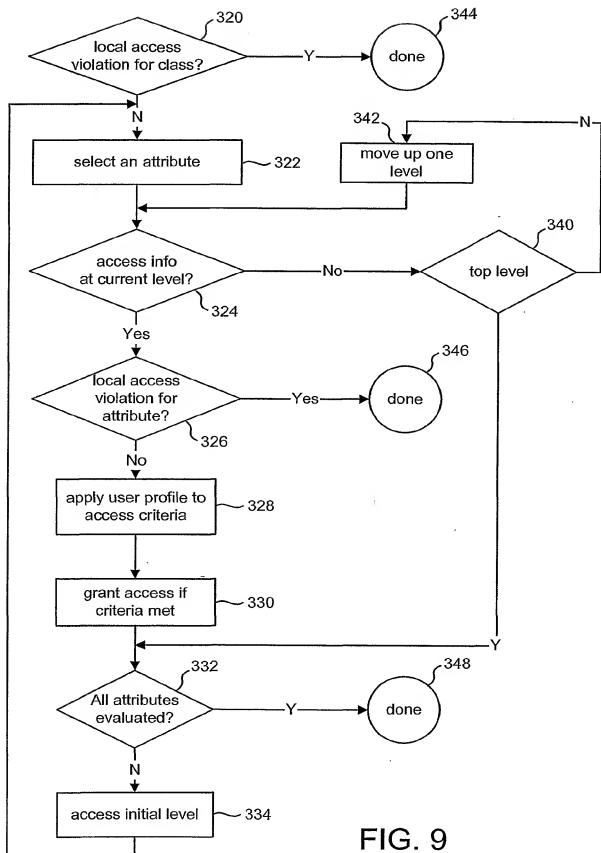 320
local access
violation for class?
Y
344
done
N
342
move up one
level
N
select an attribute
322
access info
at current level?
324
No
340
top level
Yes
local access
violation for
attribute?
326
Yes
346
done
No
apply user profile to
access criteria
328
grant access if
criteria met
330
Y
332
All attributes
evaluated?
Y
348
done
N
access initial level
334
FIG. 9